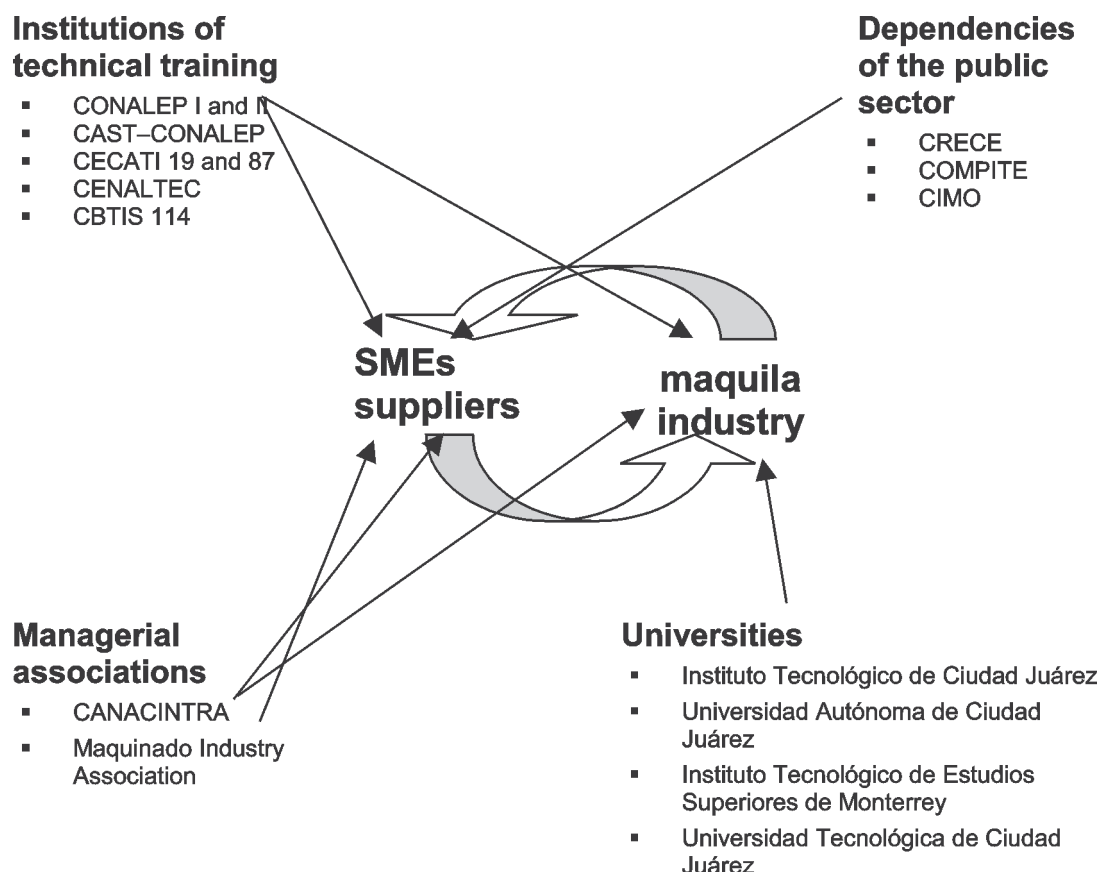 Institutions of
technical training
▪ CONALEP I and II
▪ CAST–CONALEP
▪ CECATI 19 and 87
▪ CENALTEC
▪ CBTIS 114
Dependencies
of the public
sector
▪ CRECE
▪ COMPITE
▪ CIMO
SMEs
suppliers
maquila
industry
Managerial
associations
▪ CANACINTRA
▪ Maquinado Industry
Association
Universities
▪ Instituto Tecnológico de Ciudad Juárez
▪ Universidad Autónoma de Ciudad
Juárez
▪ Instituto Tecnológico de Estudios
Superiores de Monterrey
▪ Universidad Tecnológica de Ciudad
Juárez